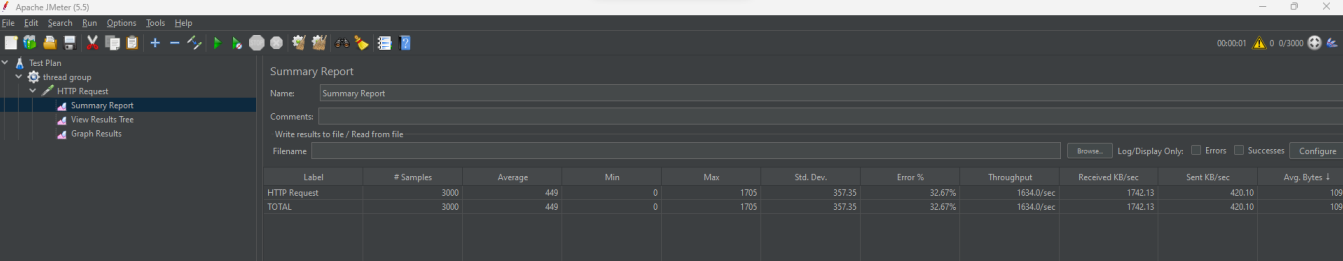 Apache JMeter (5.5)
File Edit Search Run Options Tools Help
00:00:01 0 0/3000
Test Plan
thread group
HTTP Request
Summary Report
View Results Tree
Graph Results
Summary Report
Name: Summary Report
Comments:
Write results to file / Read from file
Filename Browse... Log/Display Only: Errors Successes Configure
Label # Samples Average Min Max Std. Dev. Error % Throughput Received KB/sec Sent KB/sec Avg. Bytes ↓
HTTP Request 3000 449 0 1705 357.35 32.67% 1634.0/sec 1742.13 420.10 109
TOTAL 3000 449 0 1705 357.35 32.67% 1634.0/sec 1742.13 420.10 109